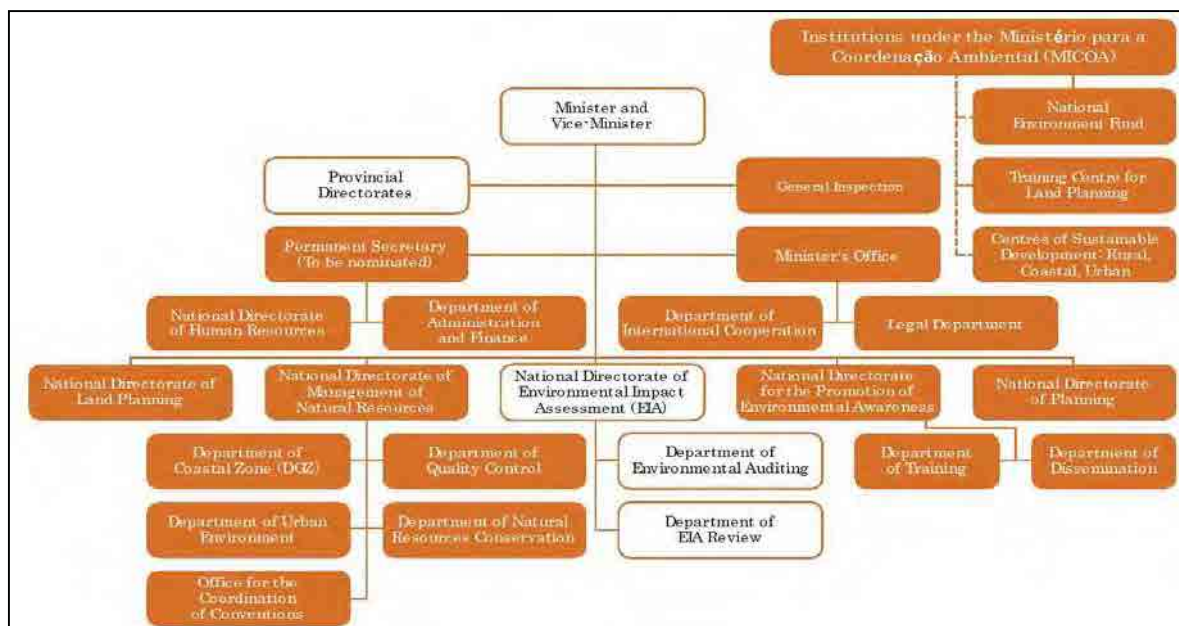 Institutions under the Ministério para a
Coordenação Ambiental (MICOA)
Minister and
Vice-Minister
National
Environment Fund
Provincial
Directorates
General Inspection
Training Centre for
Land Planning
Permanent Secretary
(To be nominated)
Minister's Office
Centres of Sustainable
Development: Rural,
Coastal, Urban
National Directorate
of Human Resources
Department of
Administration
and Finance
Department of
International Cooperation
Legal Department
National Directorate of
Land Planning
National Directorate of
Management of
Natural Resources
National Directorate of
Environmental Impact
Assessment (EIA)
National Directorate
for the Promotion of
Environmental Awareness
National Directorate
of Planning
Department of
Coastal Zone (DGZ)
Department of
Quality Control
Department of
Environmental Auditing
Department
of Training
Department of
Dissemination
Department of Urban
Environment
Department of Natural
Resources Conservation
Department of
EIA Review
Office for the
Coordination
of Conventions